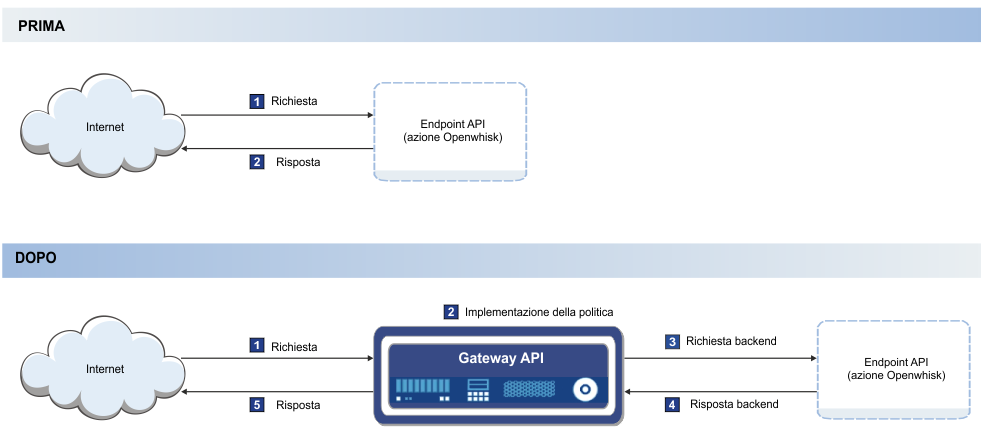 PRIMA
1 Richiesta
Internet
Endpoint API
(azione Openwhisk)
2 Risposta
DOPO
2 Implementazione della politica
1 Richiesta
Gateway API
3 Richiesta backend
Internet
Endpoint API
(azione Openwhisk)
5 Risposta
4 Risposta backend